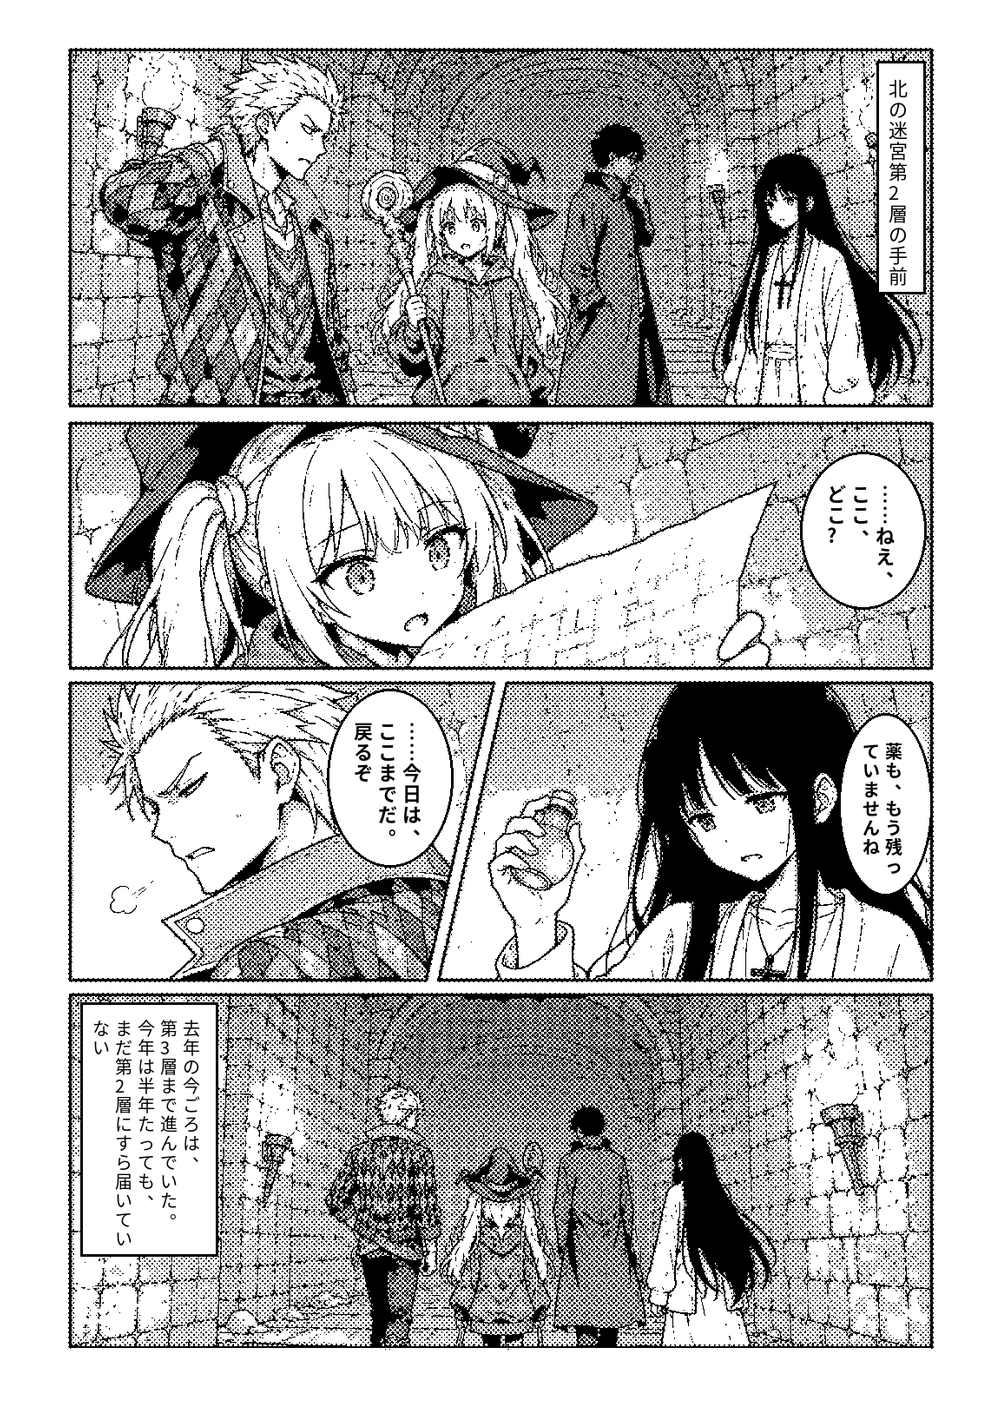 北の迷宮第2層の手前
……ねえ、
ここ、
どこ?
薬も、もう残っ
ていませんね
……今日は、
ここまでだ。
戻るぞ
去年の今ごろは、
第3層まで進んでいた。
今年は半年たっても、
まだ第2層にすら届いてい
ない